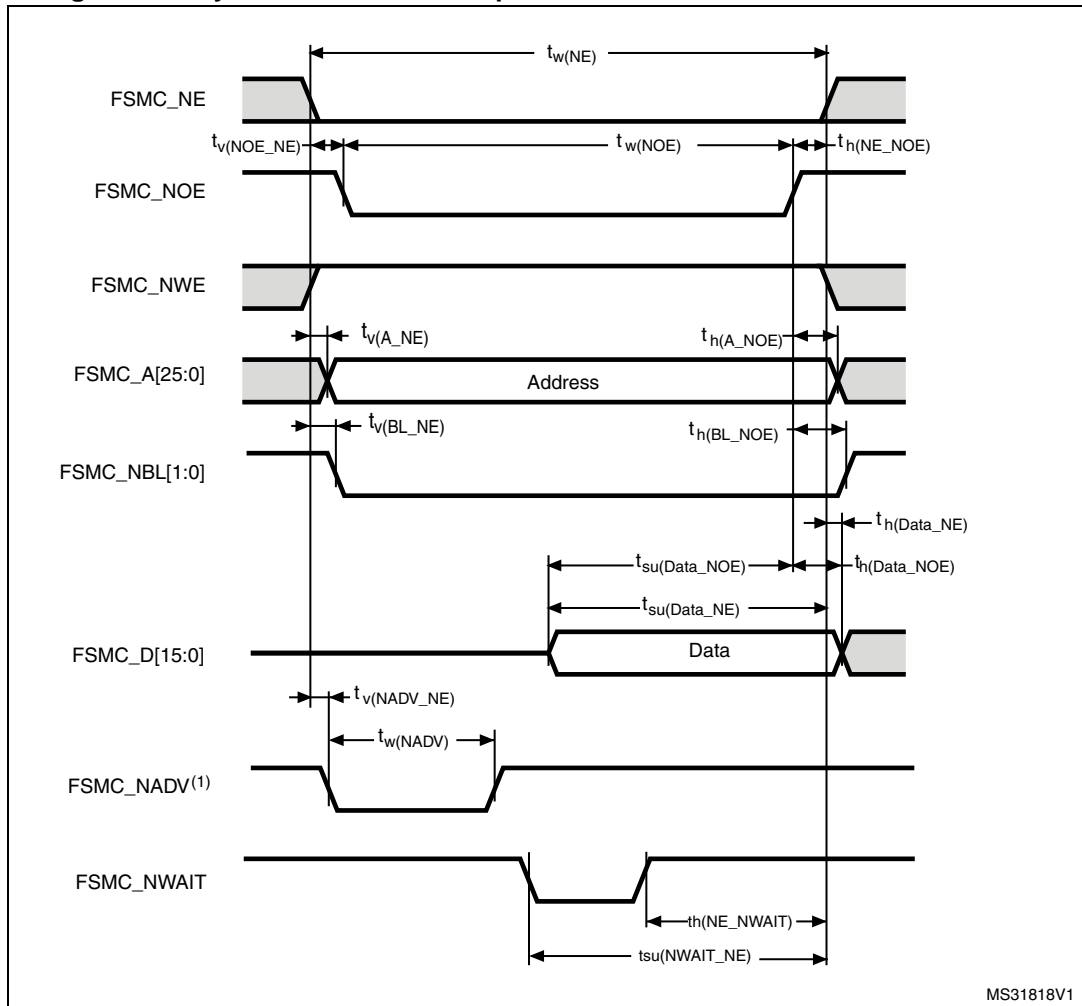 tw(NE)
FSMC_NE
tv(NOE_NE)
tw(NOE)
th(NE_NOE)
FSMC_NOE
FSMC_NWE
tv(A_NE)
th(A_NOE)
FSMC_A[25:0]
Address
tv(BL_NE)
th(BL_NOE)
FSMC_NBL[1:0]
th(Data_NE)
tsu(Data_NOE)
th(Data_NOE)
tsu(Data_NE)
FSMC_D[15:0]
Data
tv(NADV_NE)
tw(NADV)
FSMC_NADV(1)
FSMC_NWAIT
th(NE_NWAIT)
tsu(NWAIT_NE)
MS31818V1